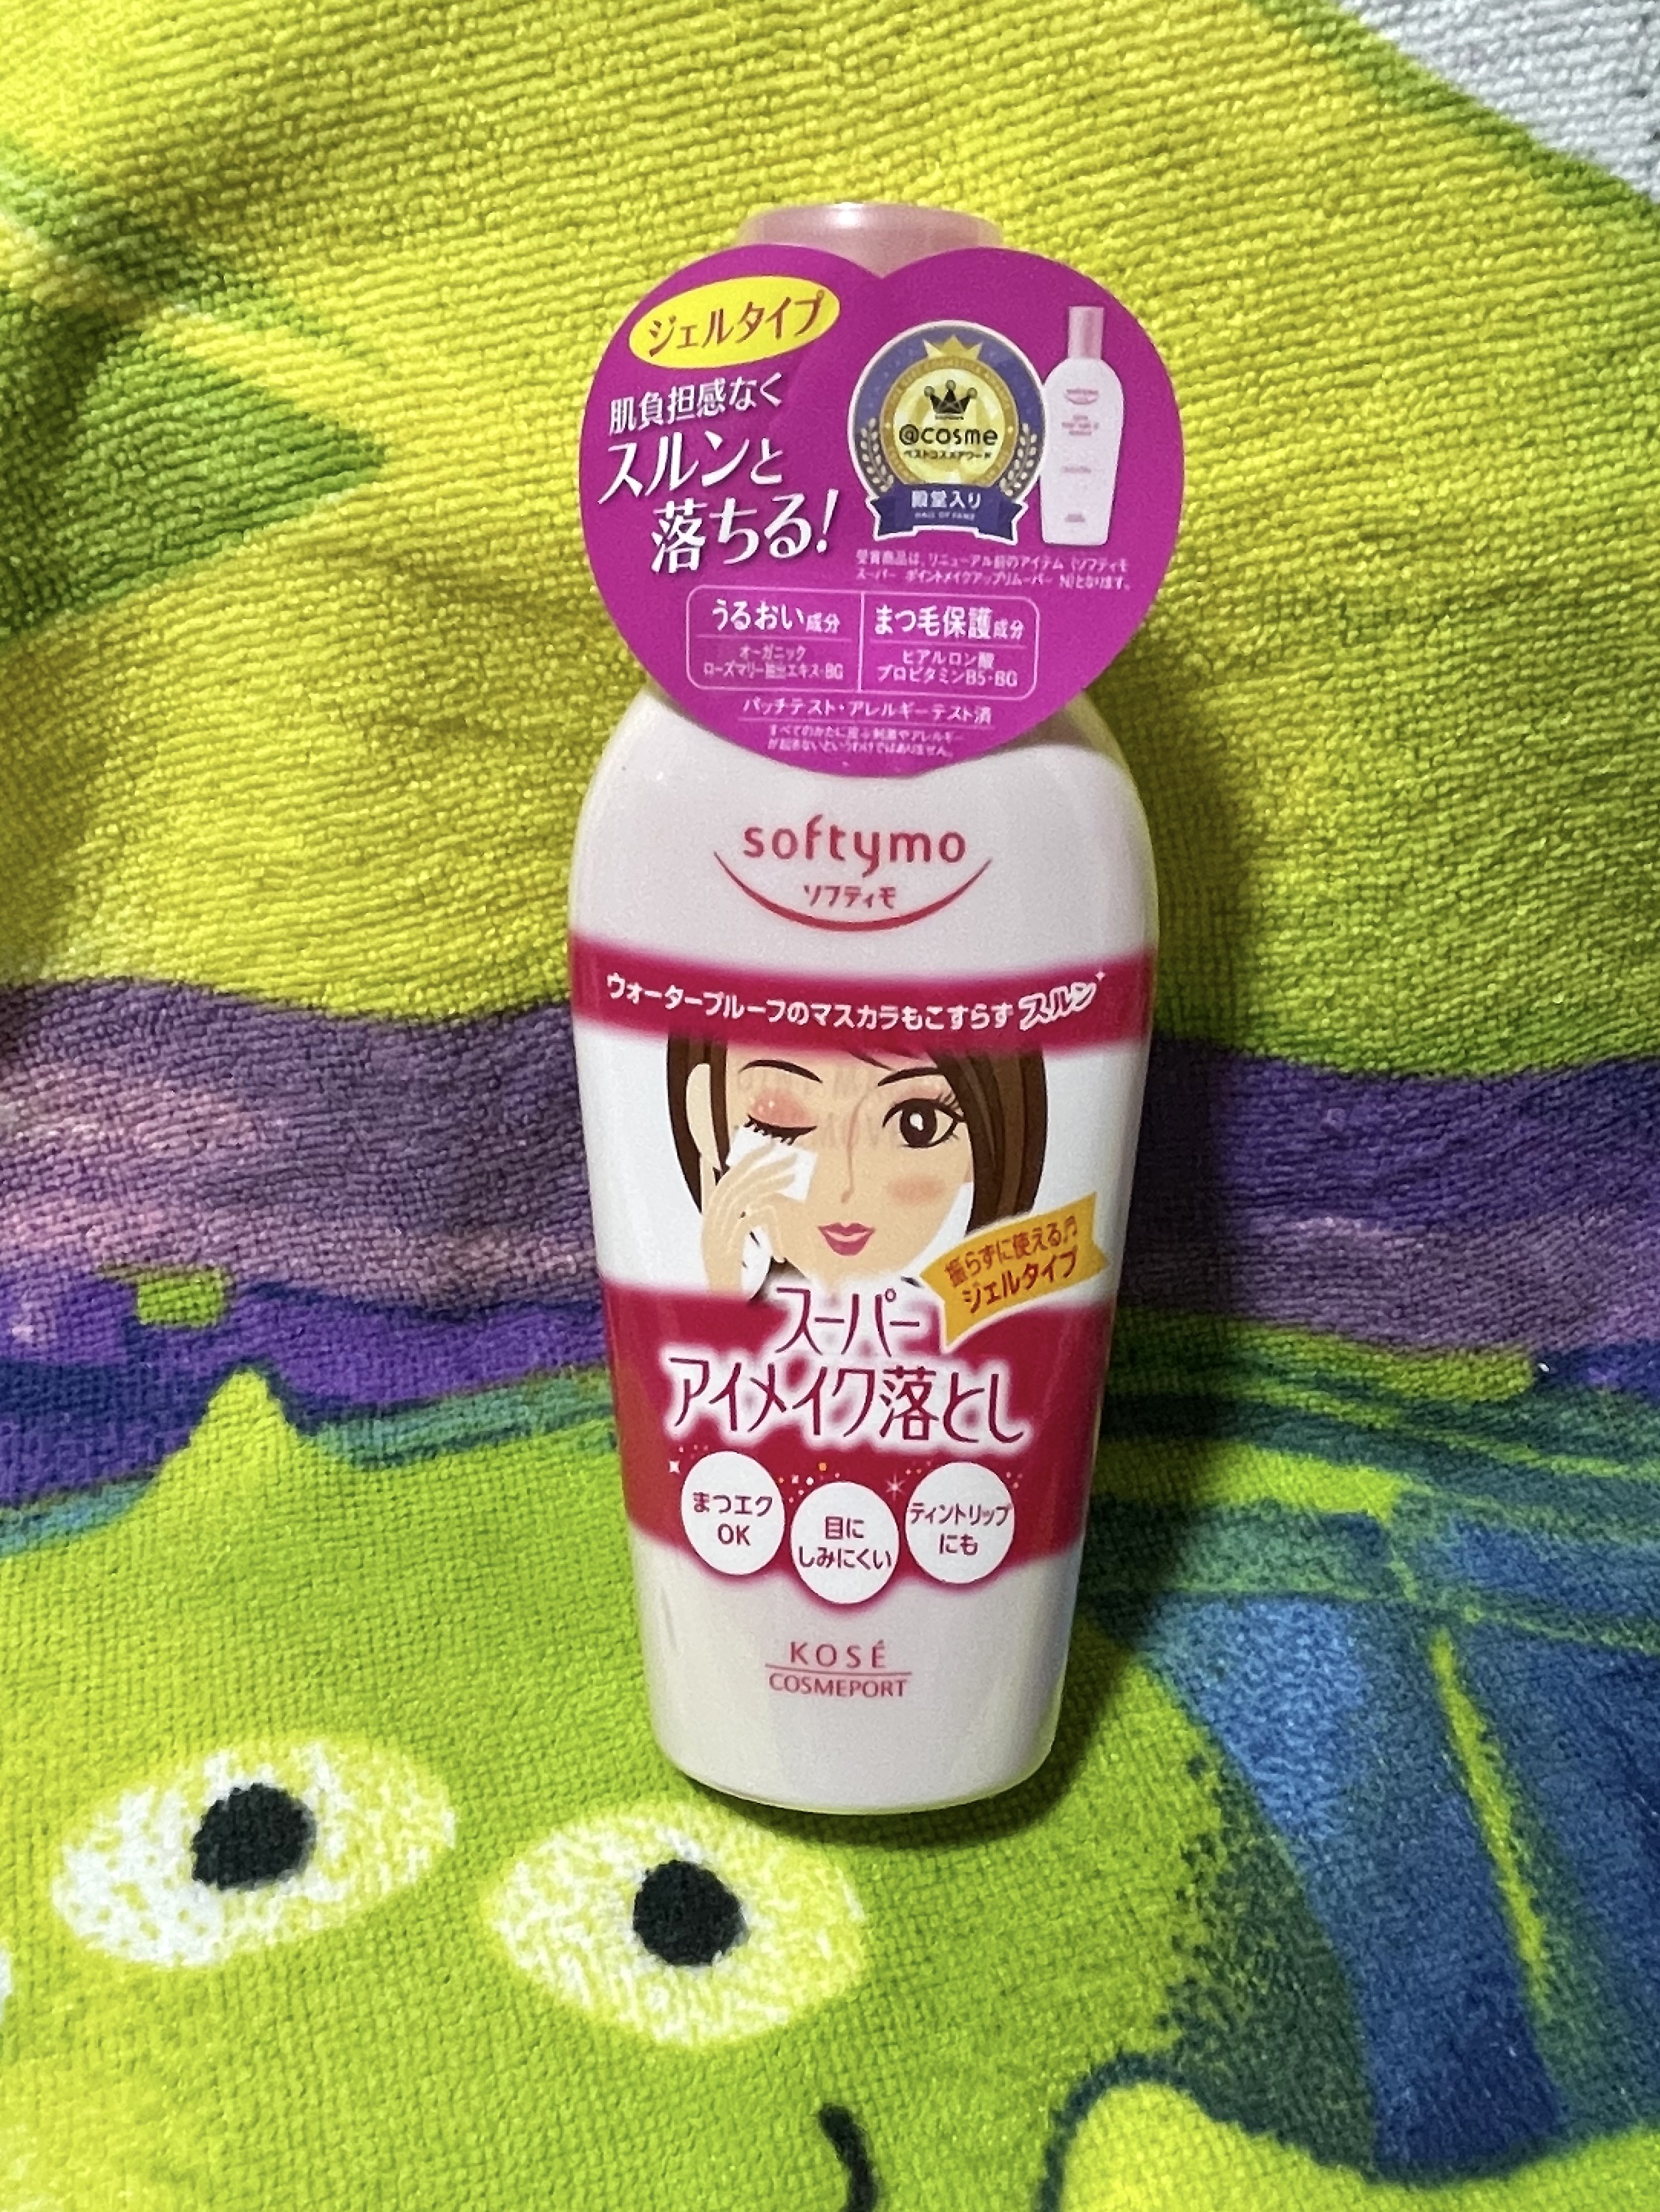 ジェルタイプ
肌負担感なく
スルンと
落ちる!
@cosme
ベストコスメアワード
殿堂入り
HALL OF FAME
受賞商品は、リニューアル前のアイテム (ソフティモ
スーパー ポイントメイクアップリムーバー N)となります。
うるおい成分
オーガニック
ローズマリー抽出エキス・BG
まつ毛保護成分
ヒアルロン酸
プロビタミンB5・BG
パッチテスト・アレルギーテスト済
すべてのかたに皮ふ刺激やアレルギー
が起きないというわけではありません。
softymo
ソフティモ
ウォータープルーフのマスカラもこすらず スルン
振らずに使える♬
ジェルタイプ
スーパー
アイメイク落とし
まつエク
OK
目に
しみにくい
ティントリップ
にも
KOSÉ
COSMEPORT